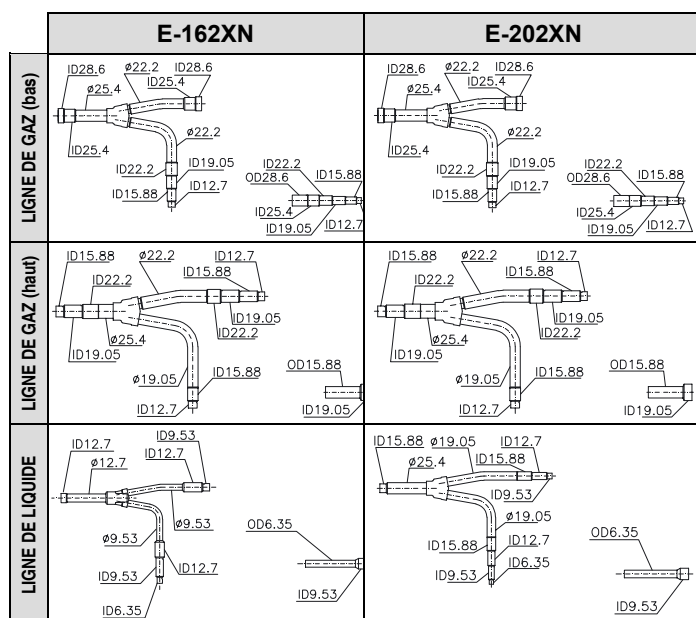 E-162XN
E-202XN
LIGNE DE GAZ (bas)
ID28.6
ø25.4
ID25.4
ø22.2
ID28.6
ID25.4
ø22.2
ID22.2
ID19.05
ID15.88
ID12.7
OD28.6
ID22.2
ID15.88
ID25.4
ID19.05
ID12.7
ID28.6
ø25.4
ID25.4
ø22.2
ID28.6
ID25.4
ø22.2
ID22.2
ID19.05
ID15.88
ID12.7
OD28.6
ID22.2
ID15.88
ID25.4
ID19.05
ID12.7
LIGNE DE GAZ (haut)
ID15.88
ID22.2
ø22.2
ID15.88
ID12.7
ID19.05
ø25.4
ID19.05
ID22.2
ø19.05
ID15.88
ID12.7
OD15.88
ID19.05
ID15.88
ID22.2
ø22.2
ID15.88
ID12.7
ID19.05
ø25.4
ID19.05
ID22.2
ø19.05
ID15.88
ID12.7
OD15.88
ID19.05
LIGNE DE LIQUIDE
ID12.7
ø12.7
ID9.53
ID12.7
ø9.53
ø9.53
ID9.53
ID12.7
ID6.35
OD6.35
ID9.53
ID15.88
ø25.4
ø19.05
ID12.7
ID15.88
ID9.53
ø19.05
ID15.88
ID12.7
ID9.53
ID6.35
OD6.35
ID9.53